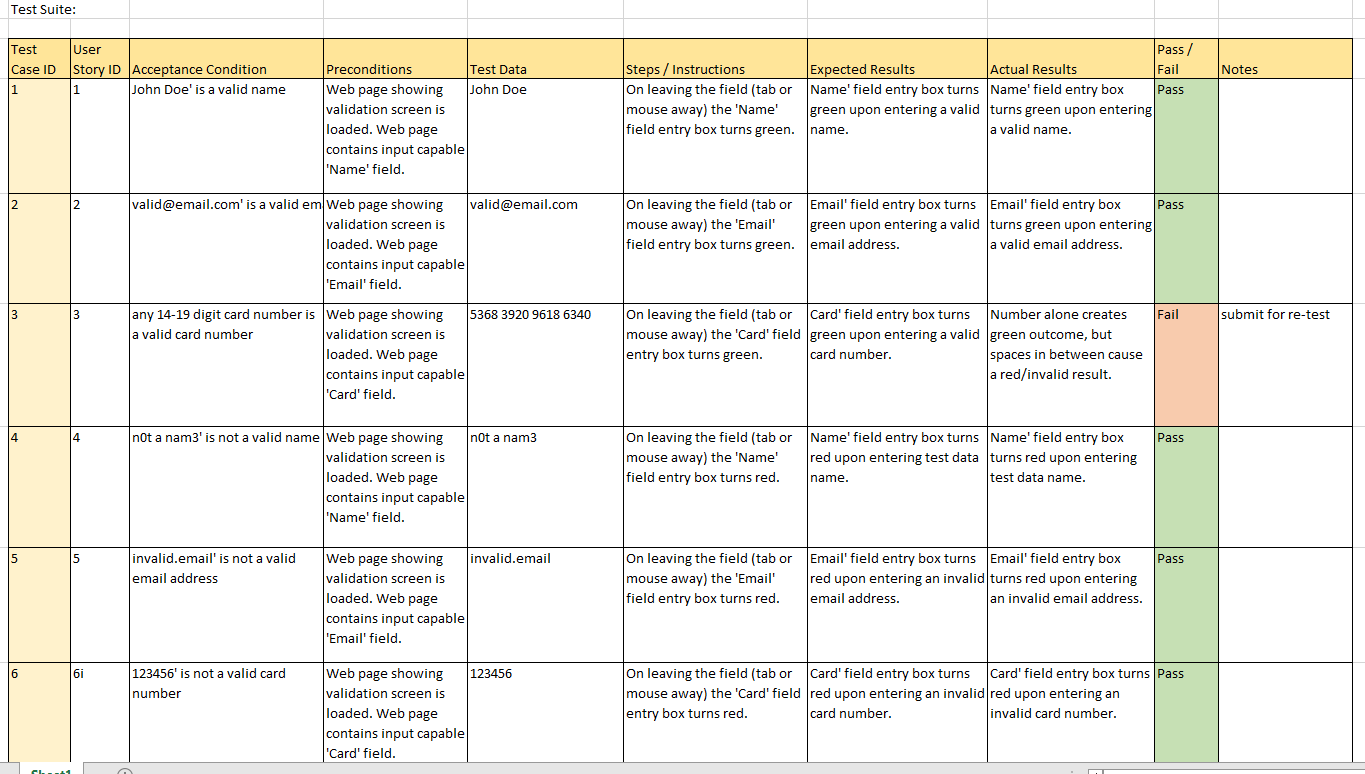 Test Suite:
Test Case ID
User Story ID
Acceptance Condition
Preconditions
Test Data
Steps / Instructions
Expected Results
Actual Results
Pass / Fail
Notes
1
1
John Doe' is a valid name
Web page showing
validation screen is
loaded. Web page
contains input capable
'Name' field.
John Doe
On leaving the field (tab or
mouse away) the 'Name'
field entry box turns green.
Name' field entry box turns
green upon entering a valid
name.
Name' field entry box
turns green upon entering
a valid name.
Pass
2
2
valid@email.com' is a valid em
Web page showing
validation screen is
loaded. Web page
contains input capable
'Email' field.
valid@email.com
On leaving the field (tab or
mouse away) the 'Email'
field entry box turns green.
Email' field entry box turns
green upon entering a valid
email address.
Email' field entry box
turns green upon entering
a valid email address.
Pass
3
3
any 14-19 digit card number is
a valid card number
Web page showing
validation screen is
loaded. Web page
contains input capable
'Card' field.
5368 3920 9618 6340
On leaving the field (tab or
mouse away) the 'Card' field
entry box turns green.
Card' field entry box turns
green upon entering a valid
card number.
Number alone creates
green outcome, but
spaces in between cause
a red/invalid result.
Fail
submit for re-test
4
4
n0t a nam3' is not a valid name
Web page showing
validation screen is
loaded. Web page
contains input capable
'Name' field.
n0t a nam3
On leaving the field (tab or
mouse away) the 'Name'
field entry box turns red.
Name' field entry box turns
red upon entering test data
name.
Name' field entry box
turns red upon entering
test data name.
Pass
5
5
invalid.email' is not a valid
email address
Web page showing
validation screen is
loaded. Web page
contains input capable
'Email' field.
invalid.email
On leaving the field (tab or
mouse away) the 'Email'
field entry box turns red.
Email' field entry box turns
red upon entering an invalid
email address.
Email' field entry box
turns red upon entering
an invalid email address.
Pass
6
6i
123456' is not a valid card
number
Web page showing
validation screen is
loaded. Web page
contains input capable
'Card' field.
123456
On leaving the field (tab or
mouse away) the 'Card' field
entry box turns red.
Card' field entry box turns
red upon entering an invalid
card number.
Card' field entry box turns
red upon entering an
invalid card number.
Pass
Sheet1